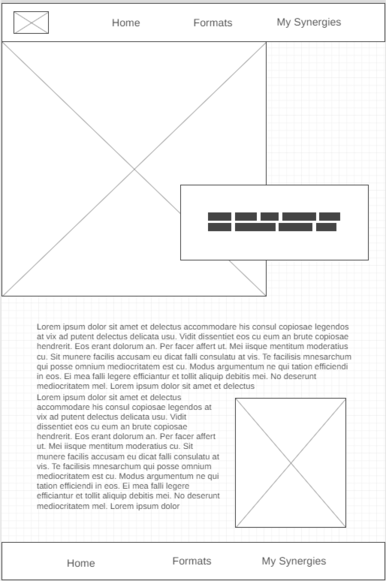 Home Formats My Synergies
Lorem ipsum dolor sit amet et delectus accommodare his consul copiosae legendos
at vix ad putent delectus delicata usu. Vidit dissentiet eos cu eum an brute copiosae
hendrerit. Eos erant dolorum an. Per facer affert ut. Mei iisque mentitum moderatius
cu. Sit munere facilis accusam eu dicat falli consulatu at vis. Te facilisis mnesarchum
qui posse omnium mediocritatem est cu. Modus argumentum ne qui tation efficiendi
in eos. Ei mea falli legere efficiantur et tollit aliquip debitis mei. No deserunt
mediocritatem mel. Lorem ipsum dolor sit amet et delectus
Lorem ipsum dolor sit amet et delectus
accommodare his consul copiosae legendos at
vix ad putent delectus delicata usu. Vidit
dissentiet eos cu eum an brute copiosae
hendrerit. Eos erant dolorum an. Per facer affert
ut. Mei iisque mentitum moderatius cu. Sit
munere facilis accusam eu dicat falli consulatu at
vis. Te facilisis mnesarchum qui posse omnium
mediocritatem est cu. Modus argumentum ne qui
tation efficiendi in eos. Ei mea falli legere
efficiantur et tollit aliquip debitis mei. No deserunt
mediocritatem mel. Lorem ipsum dolor
Home Formats My Synergies